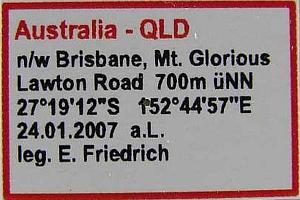 Australia - QLD
n/w Brisbane, Mt. Glorious
Lawton Road 700m üNN
27°19'12"S 152°44'57"E
24.01.2007 a.L.
leg. E. Friedrich